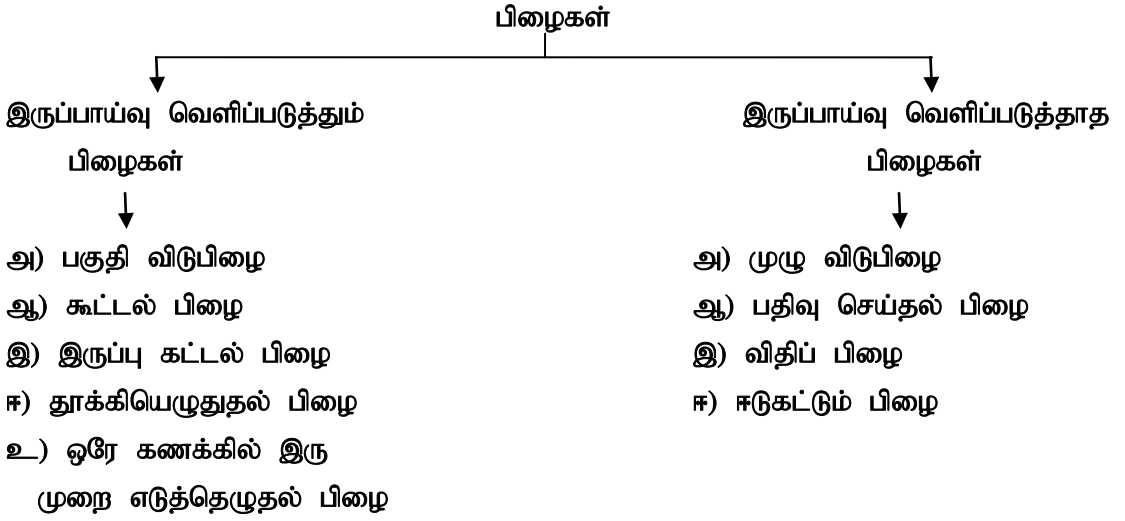 பிழைகள்
இருப்பாய்வு வெளிப்படுத்தும்
பிழைகள்
அ) பகுதி விடுபிழை
ஆ) கூட்டல் பிழை
இ) இருப்பு கட்டல் பிழை
ஈ) தூக்கியெழுதுதல் பிழை
உ) ஒரே கணக்கில் இரு
முறை எடுத்தெழுதல் பிழை
இருப்பாய்வு வெளிப்படுத்தாத
பிழைகள்
அ) முழு விடுபிழை
ஆ) பதிவு செய்தல் பிழை
இ) விதிப் பிழை
ஈ) ஈடுகட்டும் பிழை